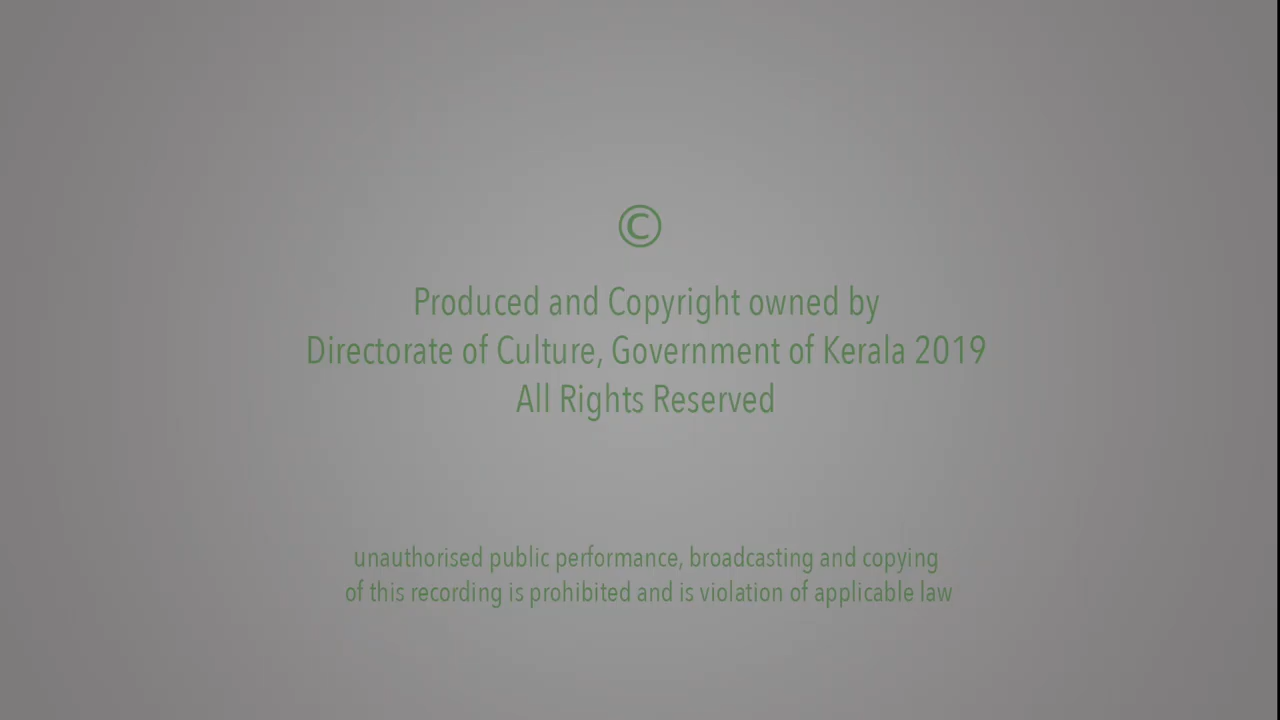 ©
Produced and Copyright owned by
Directorate of Culture, Government of Kerala 2019
All Rights Reserved
unauthorised public performance, broadcasting and copying
of this recording is prohibited and is violation of applicable law